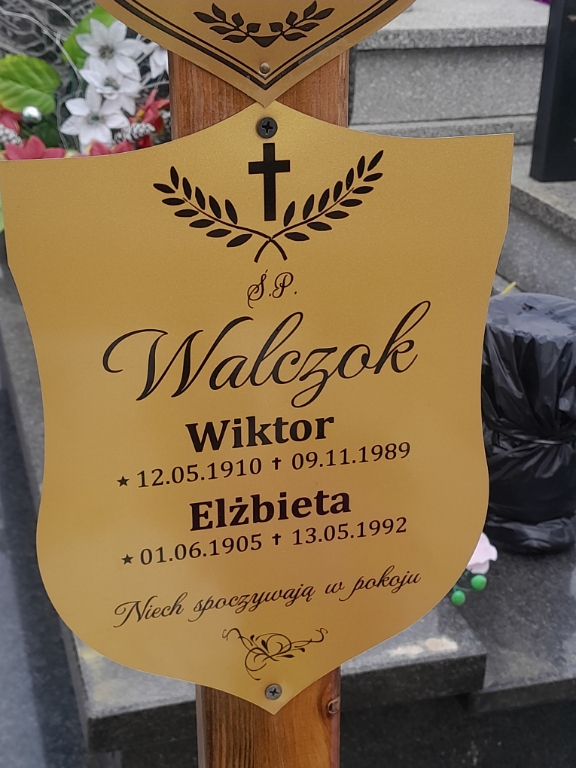 Ś.P.
Walczok
Wiktor
★ 12.05.1910 ✝ 09.11.1989
Elżbieta
★ 01.06.1905 ✝ 13.05.1992
Niech spoczywają w pokoju